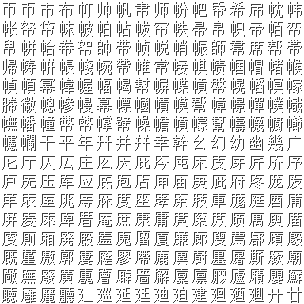 帀币市布帄帅帆帇师帉帊帋希帍帎帏
帐帑帒帓帔帕帖帗帘帙帚帛帜帝帞帟
帠帡帢帣帤帥带帧帨帩帪師帬席帮帯
帰帱帲帳帴帵帶帷常帹帺帻帼帽帾帿
幀幁幂幃幄幅幆幇幈幉幊幋幌幍幎幏
幐幑幒幓幔幕幖幗幘幙幚幛幜幝幞幟
幠幡幢幣幤幥幦幧幨幩幪幫幬幭幮幯
幰幱干平年幵并幷幸幹幺幻幼幽幾广
庀庁庂広庄庅庆庇庈庉床庋庌庍庎序
庐庑庒库应底庖店庘庙庚庛府庝庞废
庠庡庢庣庤庥度座庨庩庪庫庬庭庮庯
庰庱庲庳庴庵庶康庸庹庺庻庼庽庾庿
廀廁廂廃廄廅廆廇廈廉廊廋廌廍廎廏
廐廑廒廓廔廕廖廗廘廙廚廛廜廝廞廟
廠廡廢廣廤廥廦廧廨廩廪廫廬廭廮廯
廰廱廲廳廴廵延廷廸廹建廻廼廽廾廿